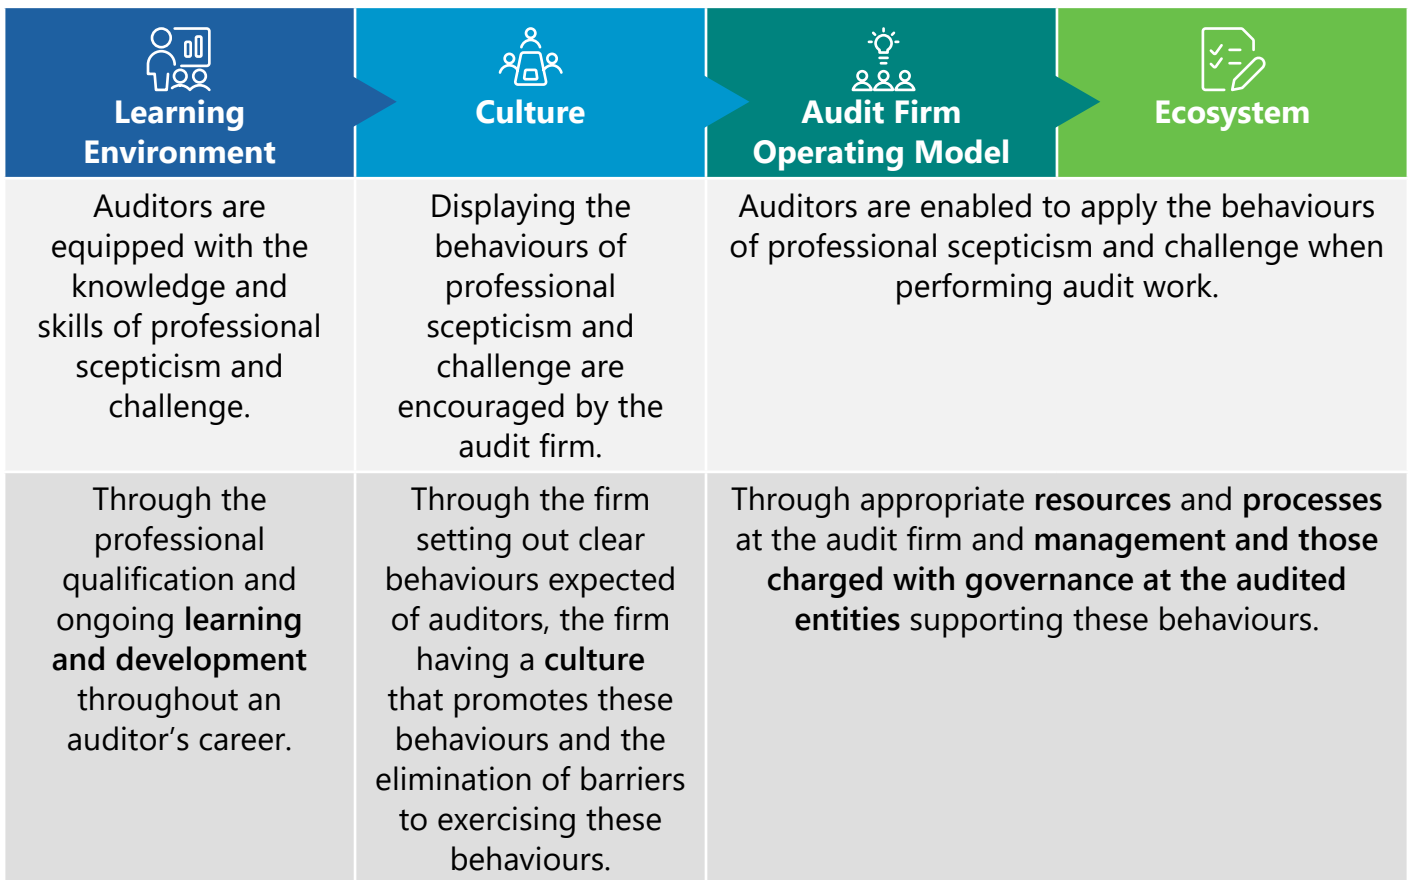 Learning
Environment
Culture
Audit Firm
Operating Model
Ecosystem
Auditors are
equipped with the
knowledge and
skills of professional
scepticism and
challenge.
Displaying the
behaviours of
professional
scepticism and
challenge are
encouraged by the
audit firm.
Auditors are enabled to apply the behaviours
of professional scepticism and challenge when
performing audit work.
Through the
professional
qualification and
ongoing learning
and development
throughout an
auditor’s career.
Through the firm
setting out clear
behaviours expected
of auditors, the firm
having a culture
that promotes these
behaviours and the
elimination of barriers
to exercising these
behaviours.
Through appropriate resources and processes
at the audit firm and management and those
charged with governance at the audited
entities supporting these behaviours.